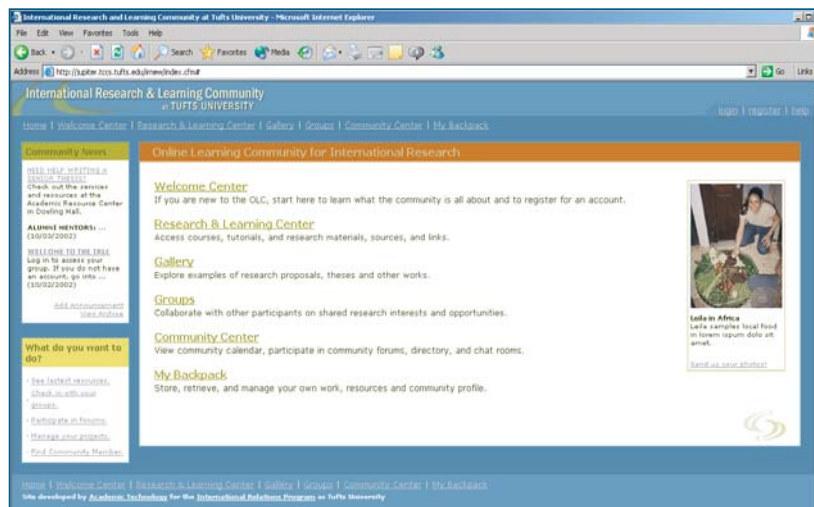 International Research and Learning Community at Tufts University - Microsoft Internet Explorer
File Edit View Favorites Tools Help
Back Search Favorites Media
Address http://jupiter.tccs.tufts.edu/irnew/index.cfm# Go Links
International Research & Learning Community
at TUFTS UNIVERSITY
login | register | help
Home | Welcome Center | Research & Learning Center | Gallery | Groups | Community Center | My Backpack
Community News
NEED HELP WRITING A
SENIOR THESIS?
Check out the services
and resources at the
Academic Resource Center
in Dowling Hall.
ALUMNI MENTORS: ...
(10/03/2002)
WELCOME TO THE IRLC
Log in to access your
group. If you do not have
an account, go into ...
(10/02/2002)
Add Announcement
View Archive
What do you want to
do?
· See lastest resources.
· Check in with your
groups.
· Participate in forums.
· Manage your projects.
· Find Community Member.
Online Learning Community for International Research
Welcome Center
If you are new to the OLC, start here to learn what the community is all about and to register for an account.
Research & Learning Center
Access courses, tutorials, and research materials, sources, and links.
Gallery
Explore examples of research proposals, theses and other works.
Groups
Collaborate with other participants on shared research interests and opportunities.
Community Center
View community calendar, participate in community forums, directory, and chat rooms.
My Backpack
Store, retrieve, and manage your own work, resources and community profile.
Leila in Africa
Leila samples local food
in lorem ispum dolo sit
amet.
Send us your photos!
Home | Welcome Center | Research & Learning Center | Gallery | Groups | Community Center | My Backpack
Site developed by Academic Technology for the International Relations Program at Tufts University